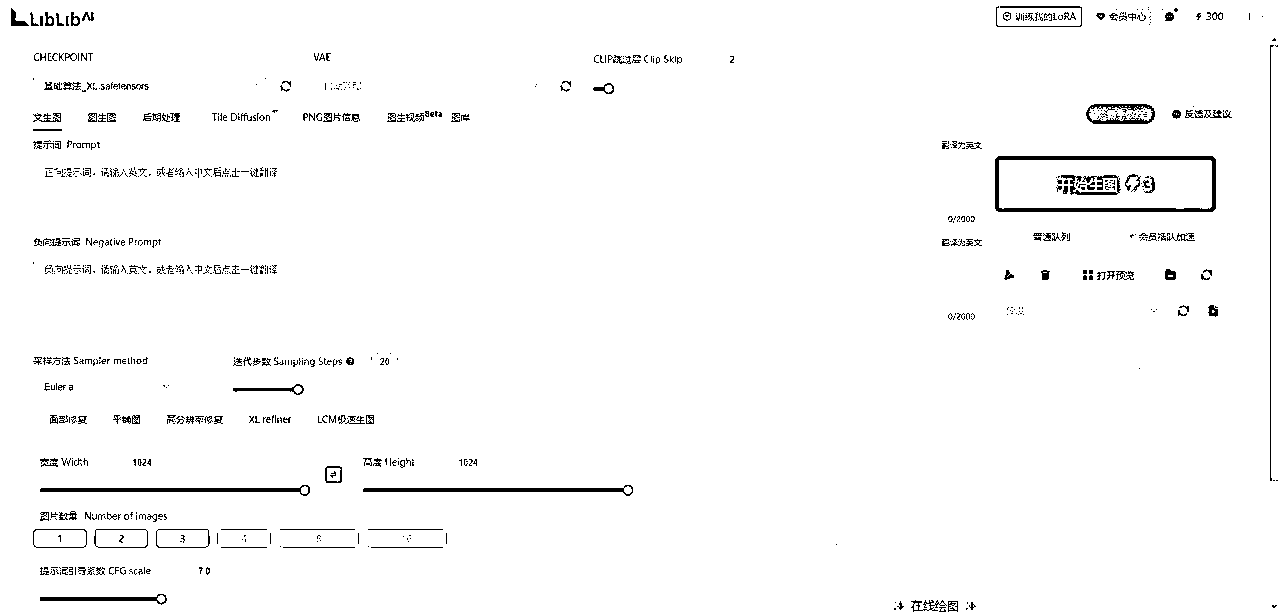 LibLib AI
训练我的LoRA 会员中心 300
CHECKPOINT VAE CLIP跳过层 Clip Skip 2
基础算法_XL.safetensors
文生图 图生图 后期处理 Tile Diffusion PNG图片信息 图生视频Beta 图库
反馈及建议
提示词 Prompt 翻译为英文
正向提示词，请输入英文，或者输入中文后点击一键翻译
开始生图 3
0/2000
负向提示词 Negative Prompt 翻译为英文
普通队列 会员插队加速
负向提示词，请输入英文，或者输入中文后点击一键翻译
打开预览
0/2000
采样方法 Sampler method 迭代步数 Sampling Steps 20
Euler a
面部修复 平铺图 高分辨率修复 XL refiner LCM极速生图
宽度 Width 1024 高度 Height 1024
图片数量 Number of images
1 2 3
提示词引导系数 CFG scale 7.0
在线绘图